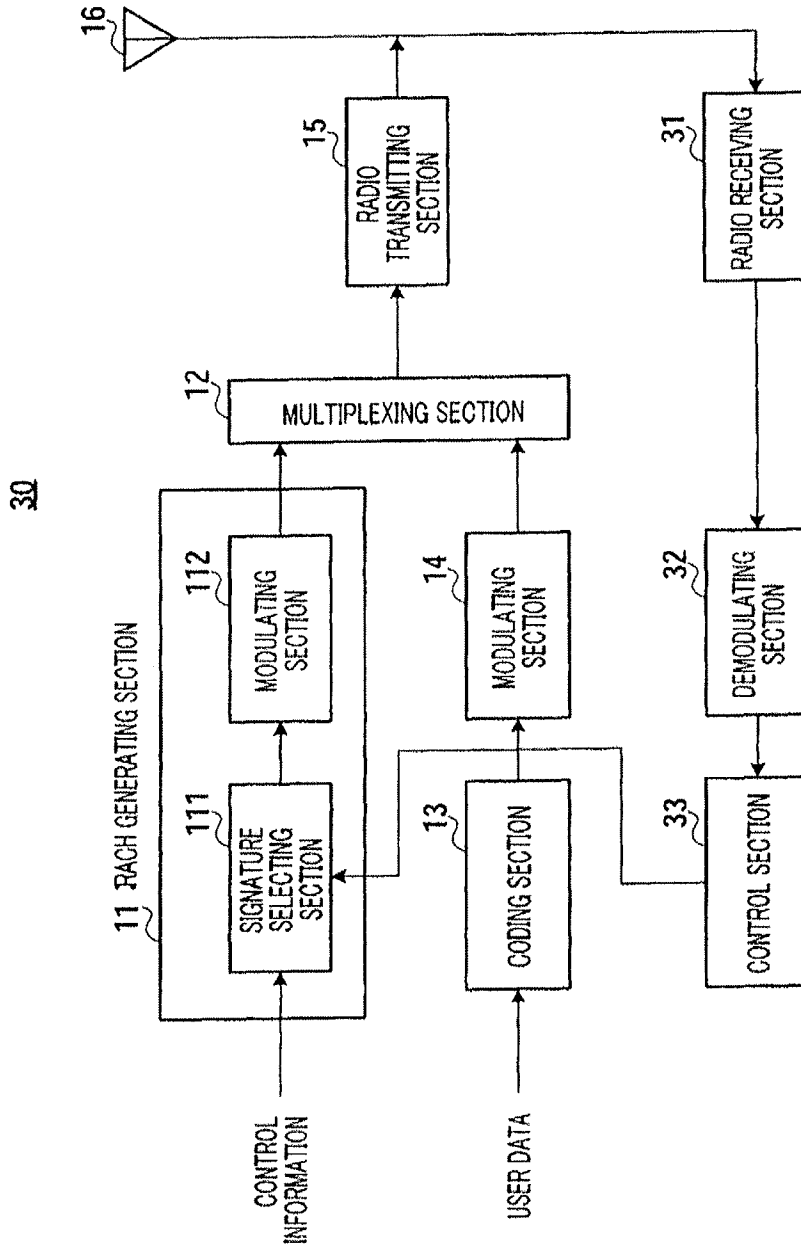 30
16
11 RACH GENERATING SECTION
111
SIGNATURE
SELECTING
SECTION
112
MODULATING
SECTION
CONTROL
INFORMATION
12
MULTIPLEXING SECTION
15
RADIO
TRANSMITTING
SECTION
USER DATA
13
CODING SECTION
14
MODULATING
SECTION
33
CONTROL SECTION
32
DEMODULATING
SECTION
31
RADIO RECEIVING
SECTION